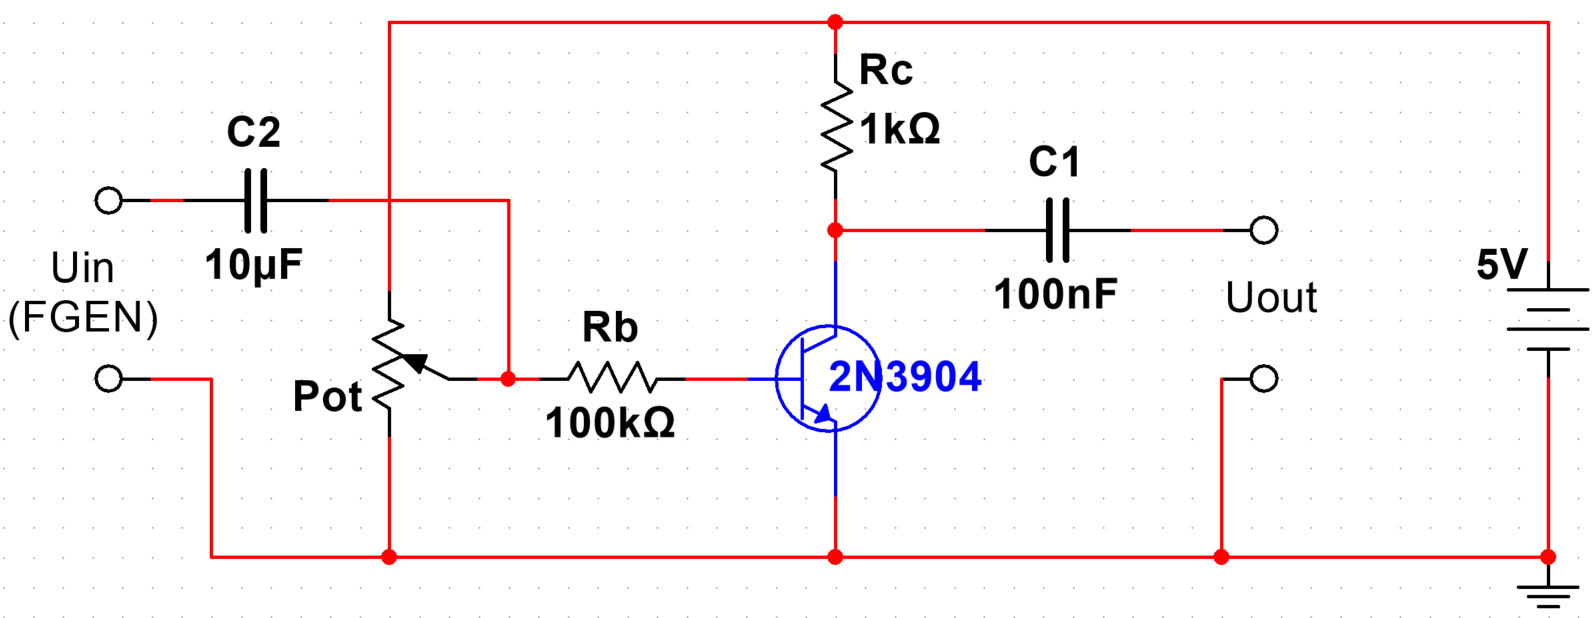 C2
10µF
Uin
(FGEN)
Pot
Rb
100kΩ
Rc
1kΩ
2N3904
C1
100nF
Uout
5V